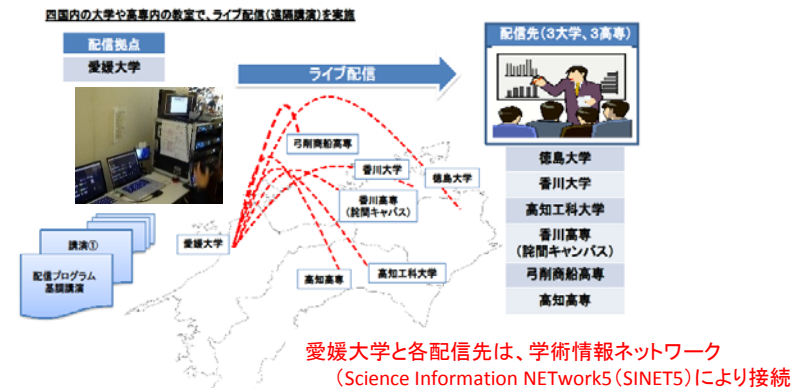 四国内の大学や高専内の教室で、ライブ配信(遠隔講演)を実施
配信拠点
愛媛大学
ライブ配信
配信先(3大学、3高専)
弓削商船高専
香川大学
徳島大学
香川高専
(詫間キャパス)
愛媛大学
高知高専
高知工科大学
講演①
配信プログラム
基調講演
徳島大学
香川大学
高知工科大学
香川高専
(詫間キャンバス)
弓削商船高専
高知高専
愛媛大学と各配信先は、学術情報ネットワーク
(Science Information NETwork5(SINET5)により接続